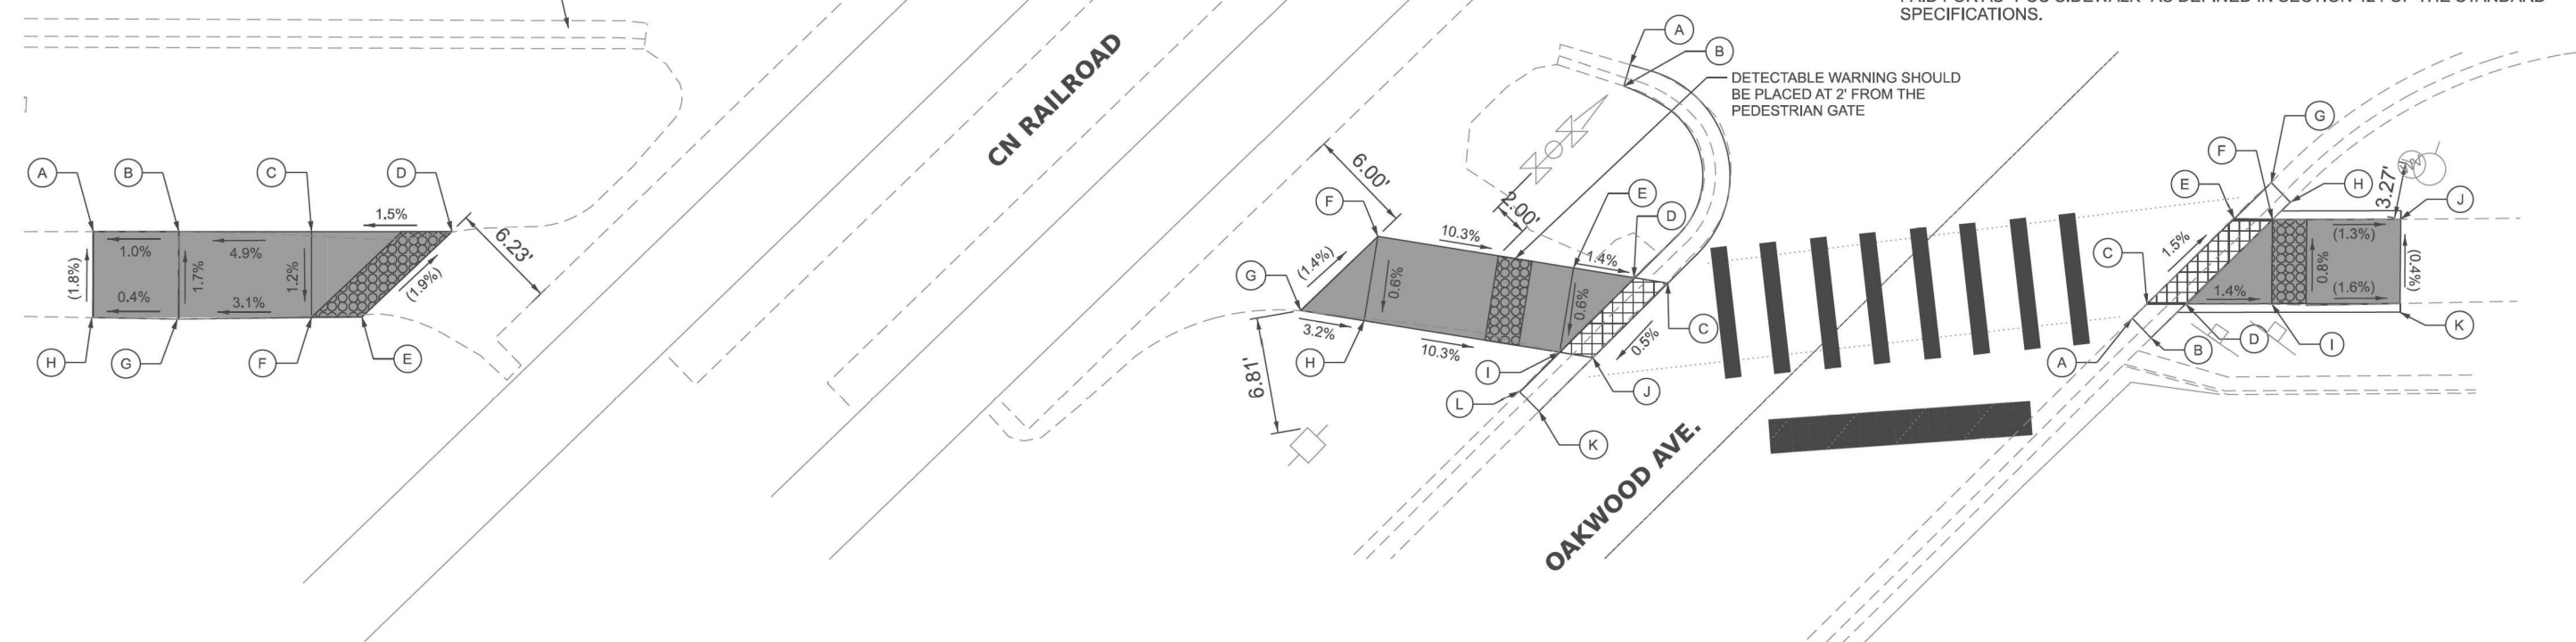 SPECIFICATIONS.
DETECTABLE WARNING SHOULD
BE PLACED AT 2' FROM THE
PEDESTRIAN GATE
CN RAILROAD
OAKWOOD AVE.
A
B
C
D
1.5%
6.23'
1.0%
4.9%
(1.8%)
1.7%
1.2%
(1.9%)
0.4%
3.1%
H
G
F
E
A
B
6.00'
2.00'
F
E
D
10.3%
1.4%
G
(1.4%)
0.6%
0.6%
3.2%
10.3%
0.5%
C
H
I
J
L
K
6.81'
G
F
E
H
3.27'
J
C
1.5%
(1.3%)
0.8%
(0.4%)
1.4%
(1.6%)
K
A
B
D
I